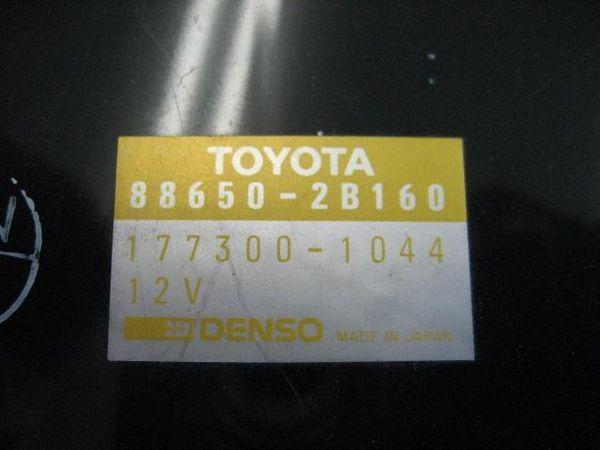 TOYOTA
88650-2B160
177300-1044
12V
DENSO MADE IN JAPAN